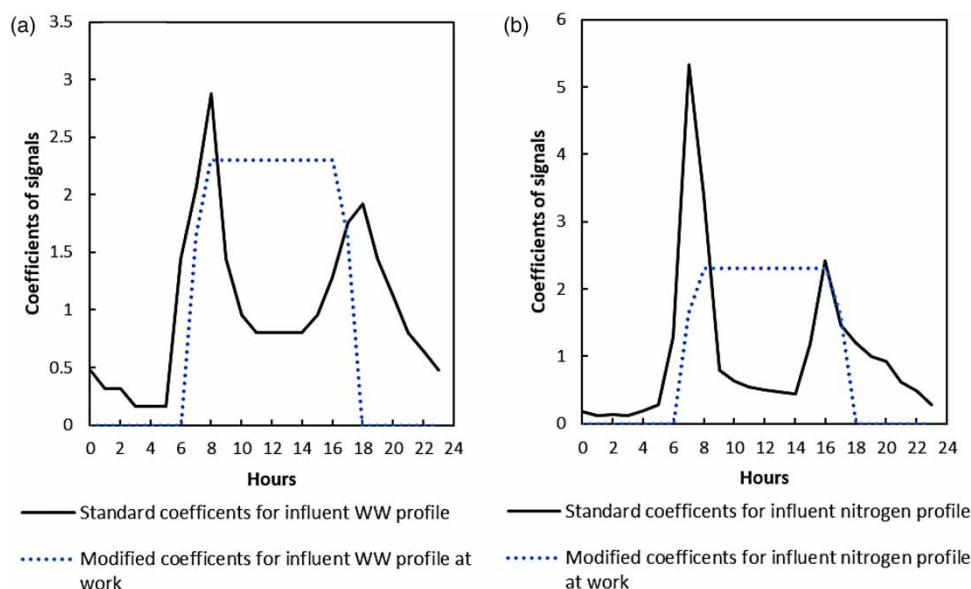 (a)
3.5
3
2.5
2
1.5
1
0.5
0
Coefficients of signals
0 2 4 6 8 10 12 14 16 18 20 22 24
Hours
Standard coefficents for influent WW profile
Modified coefficents for influent WW profile at
work
(b)
6
5
4
3
2
1
0
Coefficients of signals
0 2 4 6 8 10 12 14 16 18 20 22 24
Hours
Standard coefficents for influent nitrogen profile
Modified coefficents for influent nitrogen profile
at work